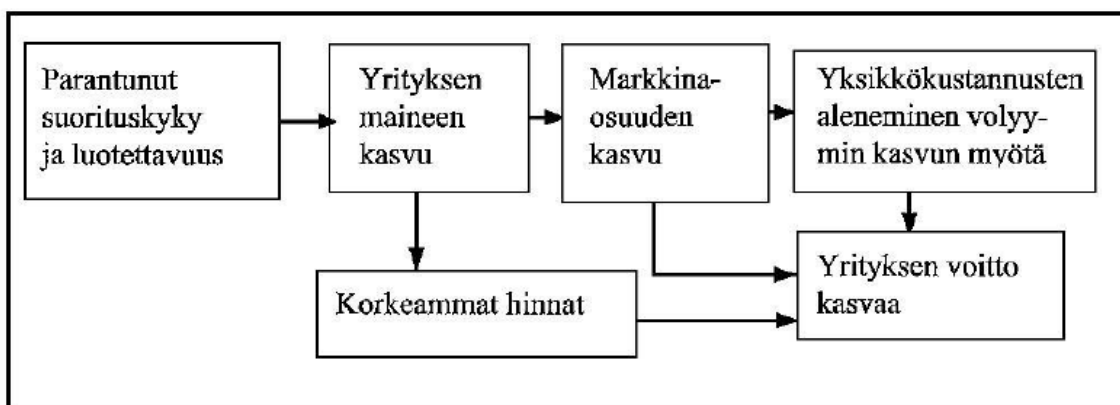 Parantunut
suorituskyky
ja luotettavuus
Yrityksen
maineen
kasvu
Markkina-
osuuden
kasvu
Yksikkökustannusten
aleneminen volyy-
min kasvun myötä
Korkeammat hinnat
Yrityksen voitto
kasvaa